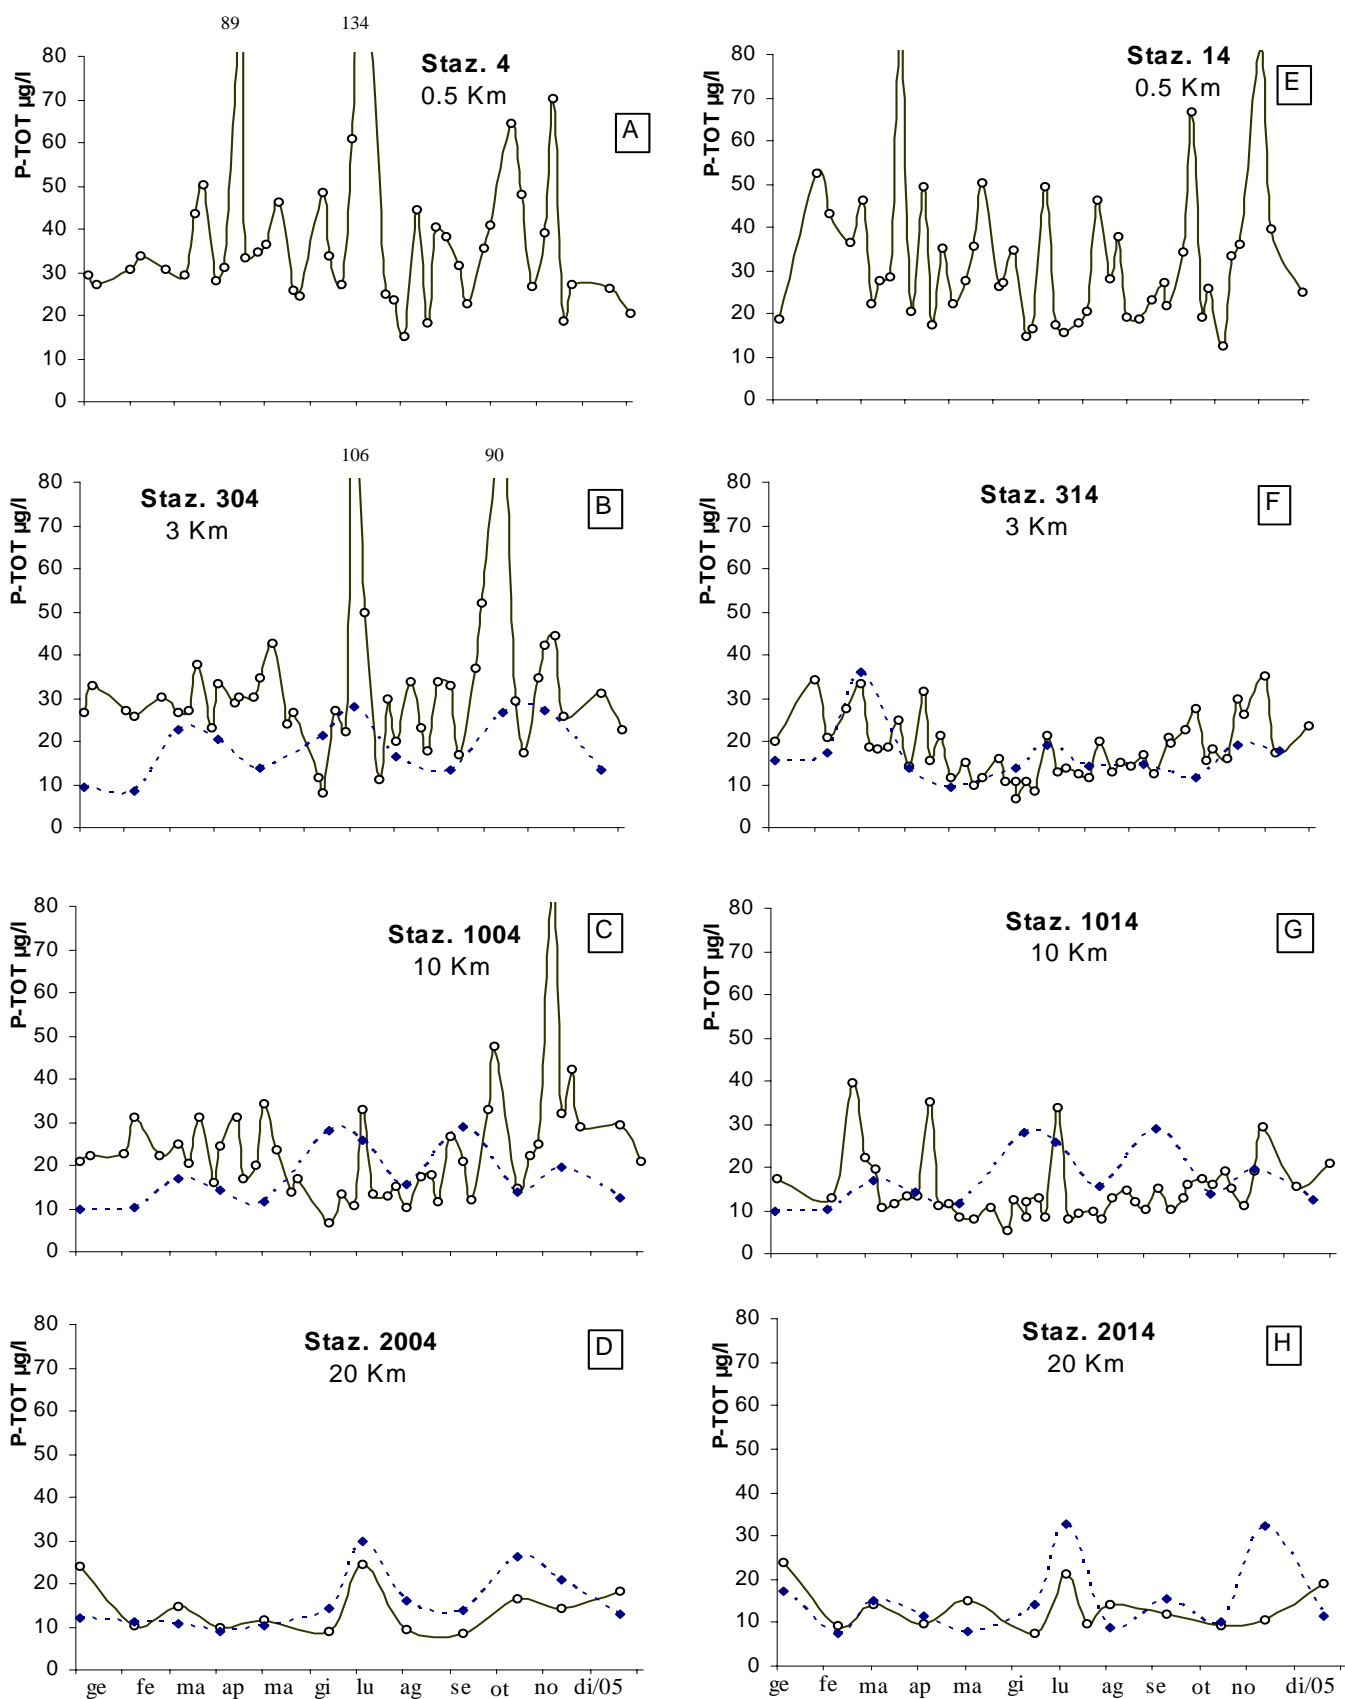 89 134
Staz. 4
0.5 Km
A
P-TOT µg/l
80
70
60
50
40
30
20
10
0
Staz. 14
0.5 Km
E
P-TOT µg/l
80
70
60
50
40
30
20
10
0
106 90
Staz. 304
3 Km
B
P-TOT µg/l
80
70
60
50
40
30
20
10
0
Staz. 314
3 Km
F
P-TOT µg/l
80
70
60
50
40
30
20
10
0
Staz. 1004
10 Km
C
P-TOT µg/l
80
70
60
50
40
30
20
10
0
Staz. 1014
10 Km
G
P-TOT µg/l
80
70
60
50
40
30
20
10
0
Staz. 2004
20 Km
D
P-TOT µg/l
80
70
60
50
40
30
20
10
0
ge fe ma ap ma gi lu ag se ot no di/05
Staz. 2014
20 Km
H
P-TOT µg/l
80
70
60
50
40
30
20
10
0
ge fe ma ap ma gi lu ag se ot no di/05